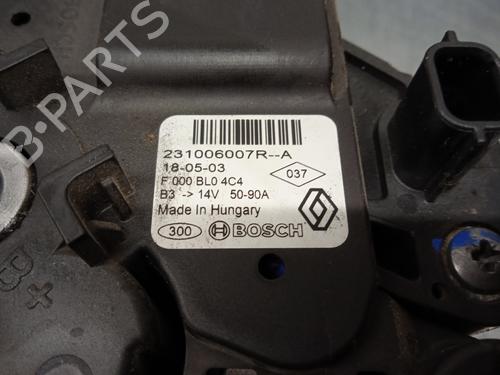 231006007R--A
18-05-03
037
F 000 BL0 4C4
B3 -> 14V 50-90A
Made In Hungary
300 BOSCH
B+
B-PARTS